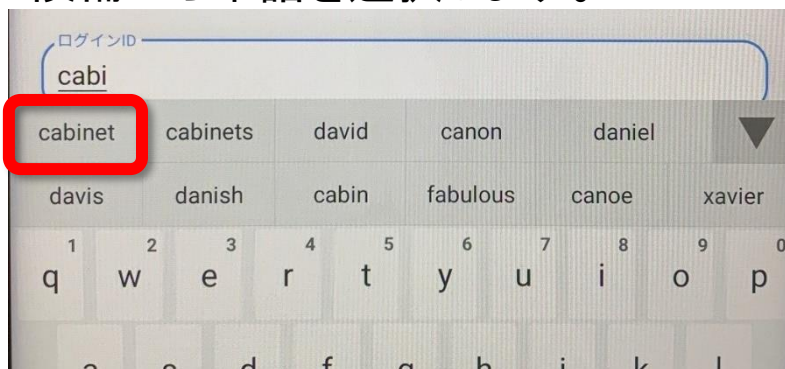 ログインID
cabi
cabinet cabinets david canon daniel
davis danish cabin fabulous canoe xavier
1 2 3 4 5 6 7 8 9 0
q w e r t y u i o p